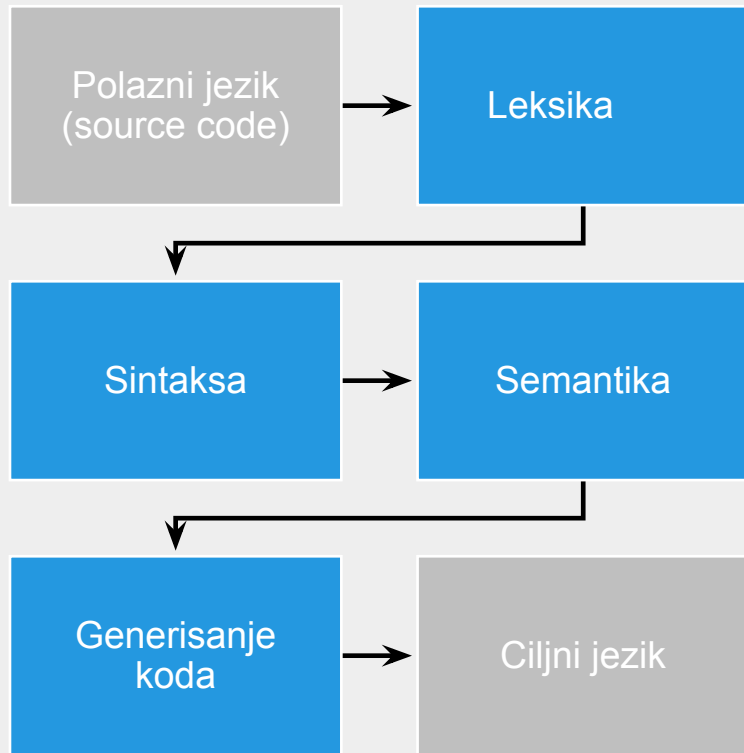 Polazni jezik
(source code)
Leksika
Sintaksa
Semantika
Generisanje
koda
Ciljni jezik